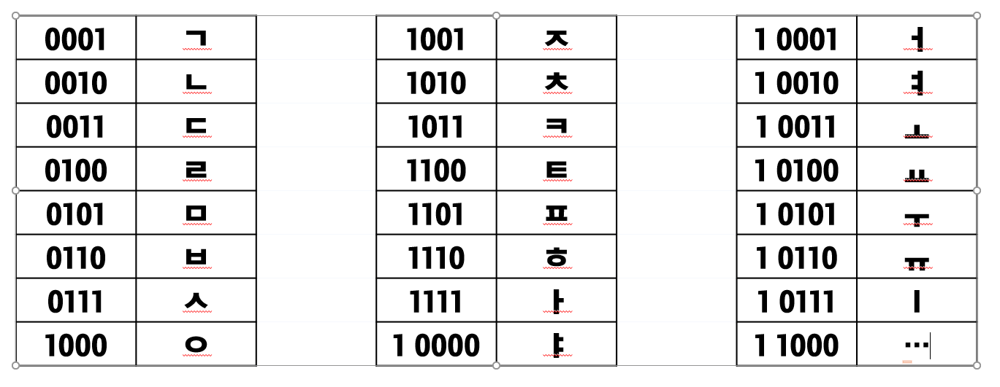 0001 ㄱ 1001 ㅈ 1 0001 ㅓ
0010 ㄴ 1010 ㅊ 1 0010 ㅕ
0011 ㄷ 1011 ㅋ 1 0011 ㅗ
0100 ㄹ 1100 ㅌ 1 0100 ㅛ
0101 ㅁ 1101 ㅍ 1 0101 ㅜ
0110 ㅂ 1110 ㅎ 1 0110 ㅠ
0111 ㅅ 1111 ㅏ 1 0111 ㅣ
1000 ㅇ 1 0000 ㅑ 1 1000 …